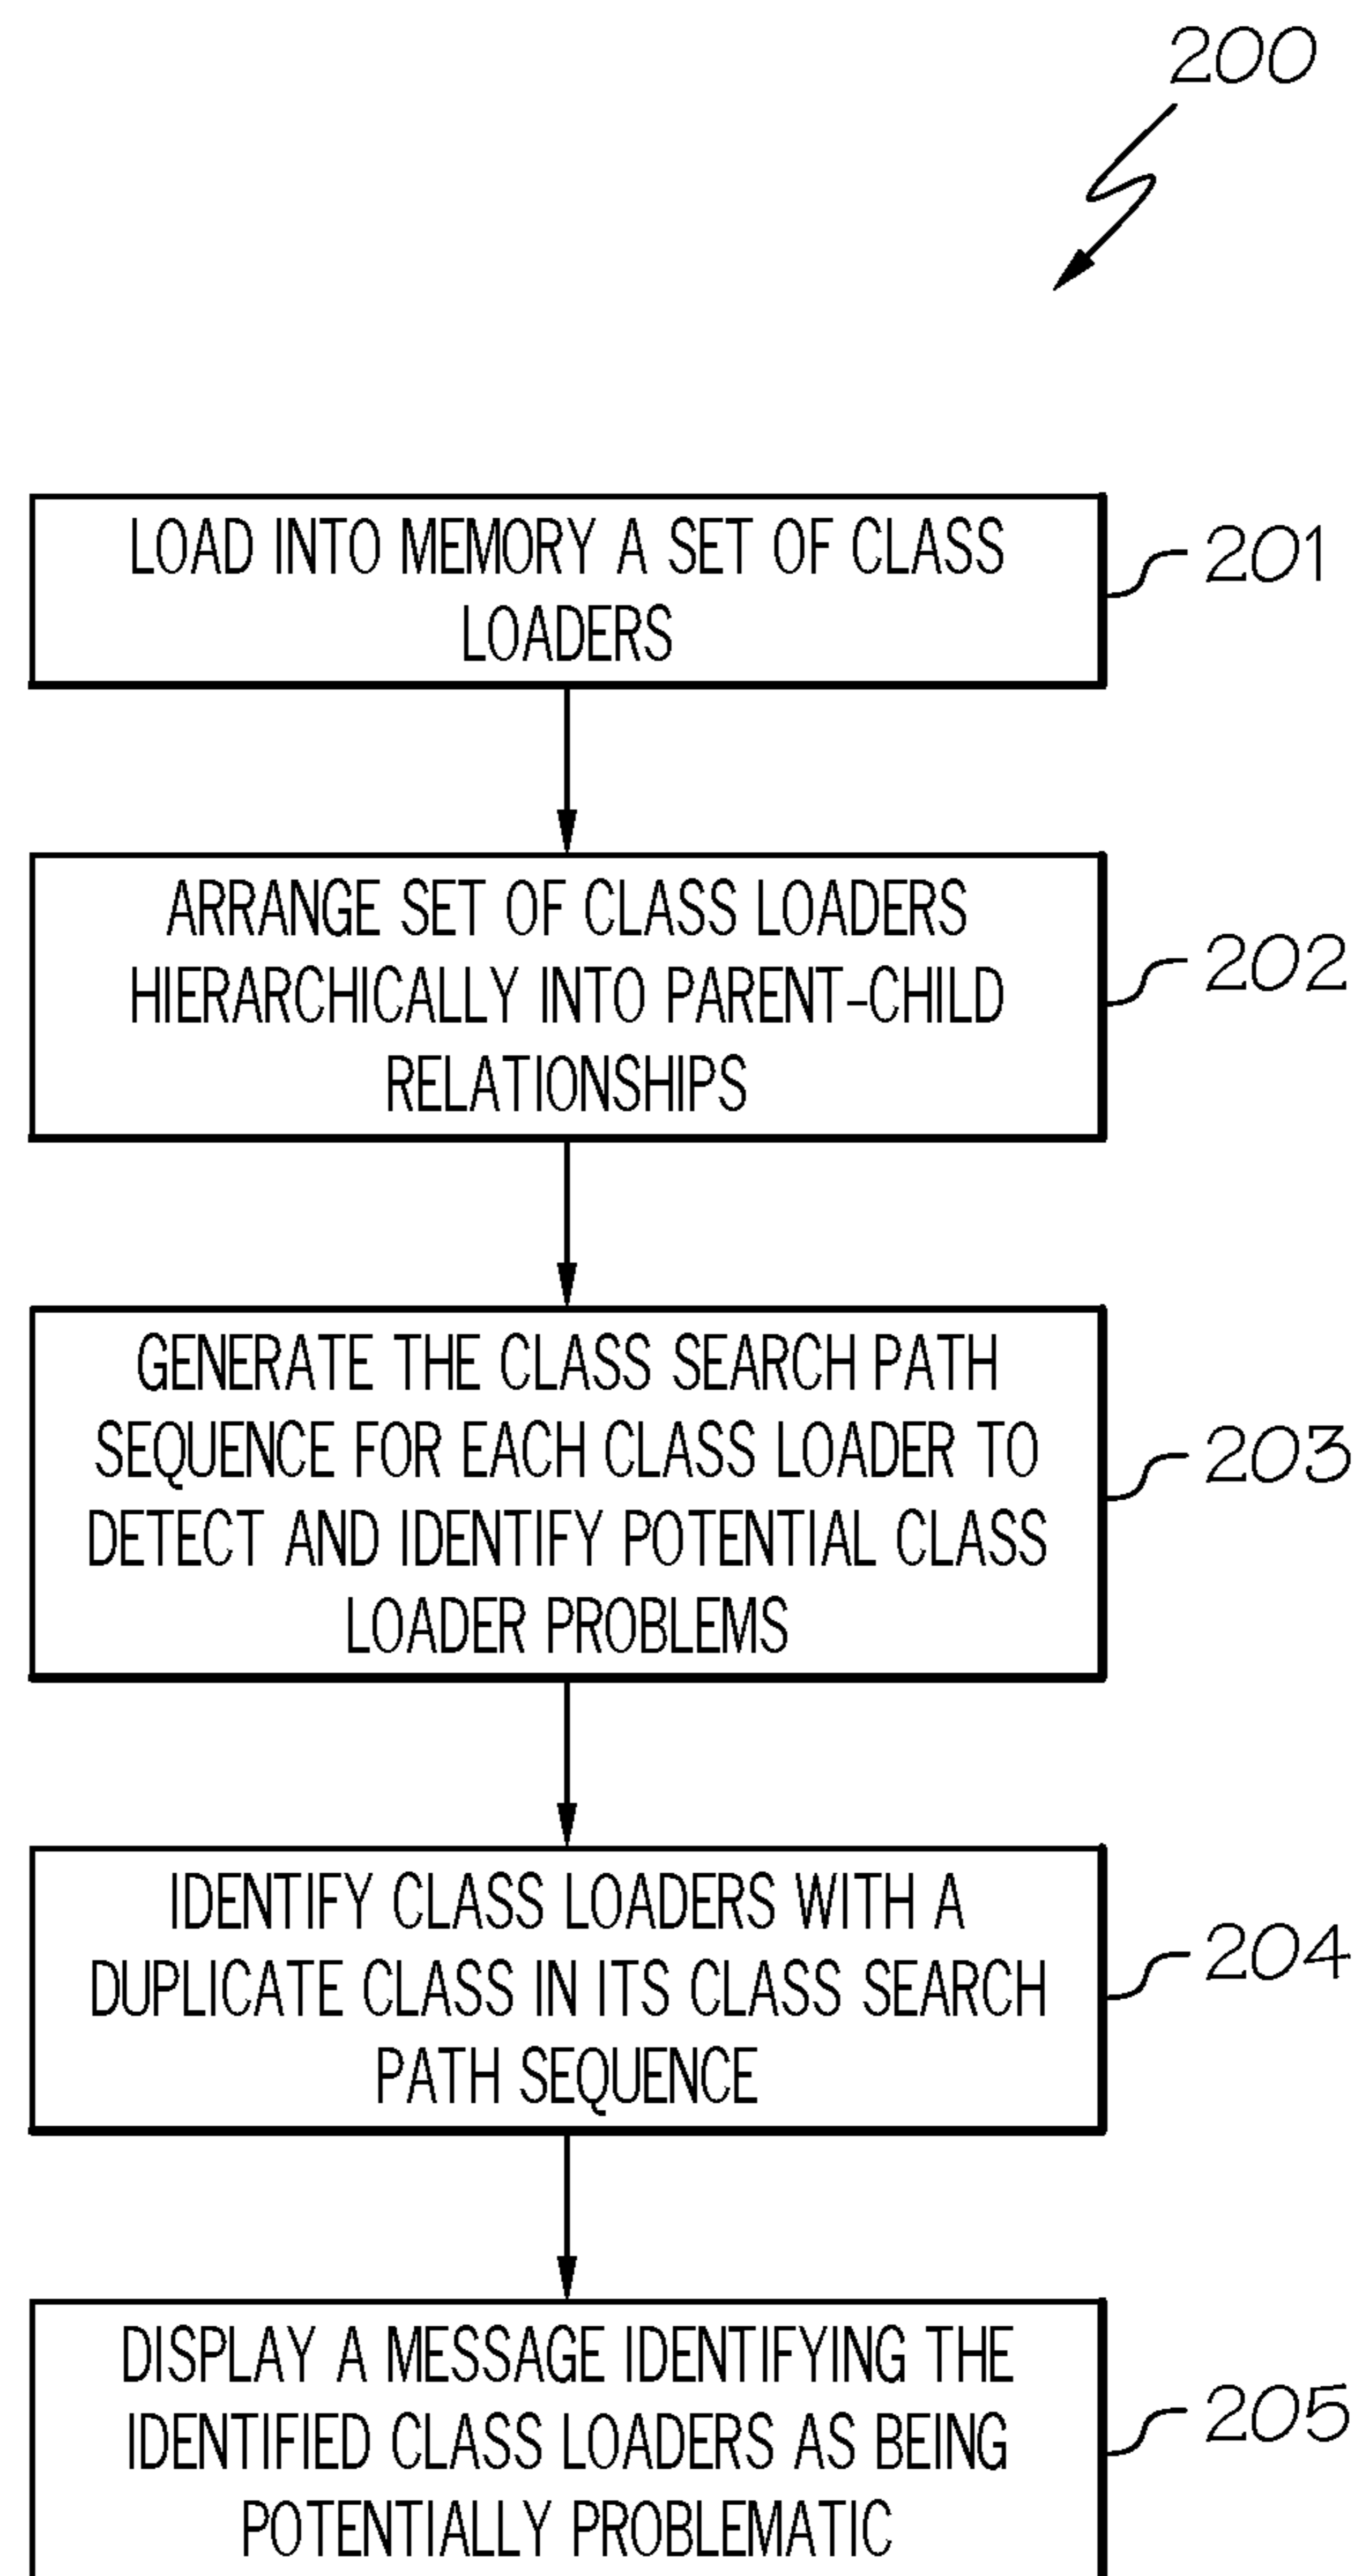 200
LOAD INTO MEMORY A SET OF CLASS
LOADERS
201
ARRANGE SET OF CLASS LOADERS
HIERARCHICALLY INTO PARENT-CHILD
RELATIONSHIPS
202
GENERATE THE CLASS SEARCH PATH
SEQUENCE FOR EACH CLASS LOADER TO
DETECT AND IDENTIFY POTENTIAL CLASS
LOADER PROBLEMS
203
IDENTIFY CLASS LOADERS WITH A
DUPLICATE CLASS IN ITS CLASS SEARCH
PATH SEQUENCE
204
DISPLAY A MESSAGE IDENTIFYING THE
IDENTIFIED CLASS LOADERS AS BEING
POTENTIALLY PROBLEMATIC
205